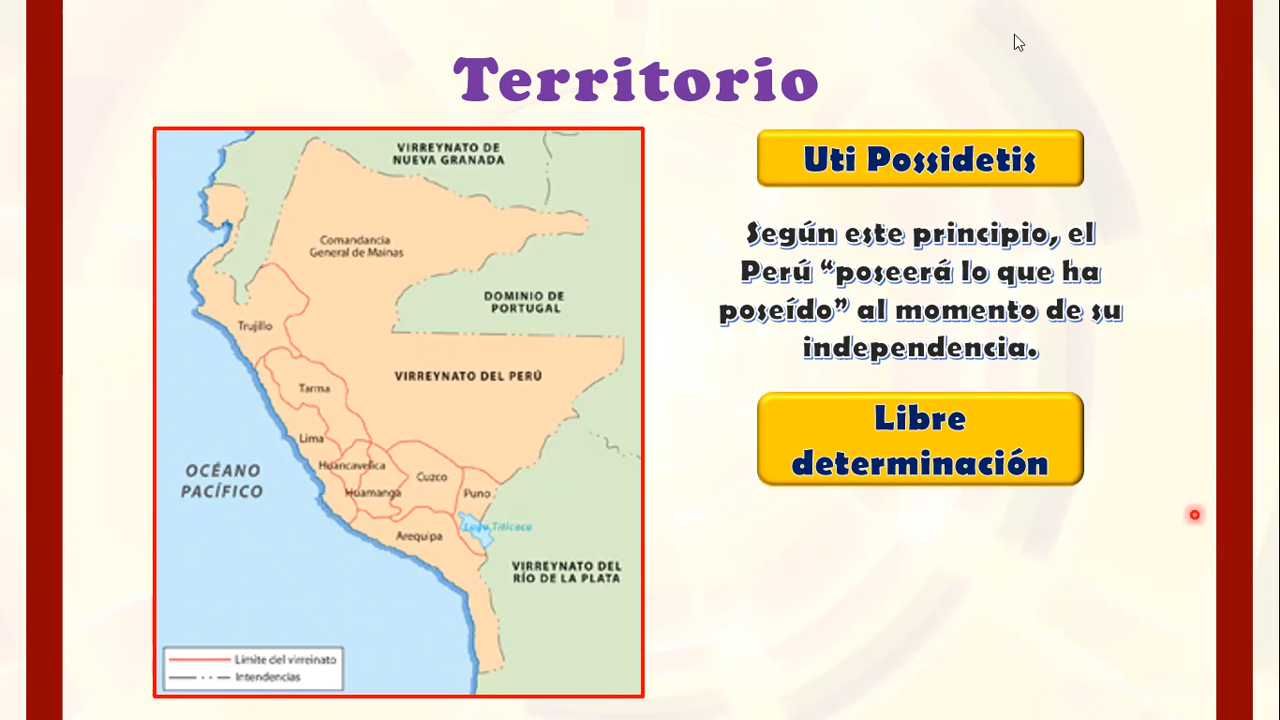 Territorio
VIRREYNATO DE
NUEVA GRANADA
Comandancia
General de Mainas
DOMINIO DE
PORTUGAL
Trujillo
VIRREYNATO DEL PERÚ
Tarma
Lima
Huancavelica
Cuzco
Huamanga
Puno
OCÉANO
PACÍFICO
Lago Titicaca
Arequipa
VIRREYNATO DEL
RÍO DE LA PLATA
Límite del virreinato
Intendencias
Uti Possidetis
Según este principio, el
Perú “poseerá lo que ha
poseído” al momento de su
independencia.
Libre
determinación